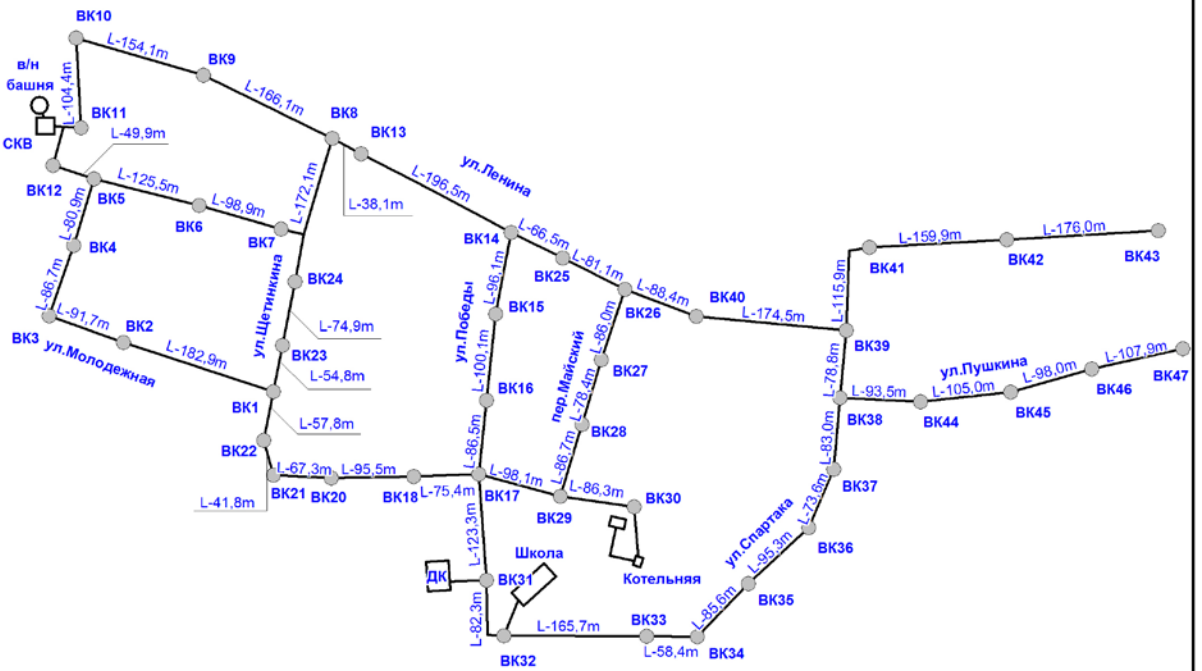 ВК10
L-154,1m
ВК9
в/н
башня
L-104,4m
L-166,1m
ВК11
ВК8
ВК13
СКВ
L-49,9m
ВК12
L-125,5m
ВК5
L-98,9m
ВК6
ВК7
L-172,1m
L-38,1m
L-196,5m
ул.Ленина
L-80,9m
ВК4
L-86,7m
ВК3
L-91,7m
ВК2
ул.Молодежная
L-182,9m
ул.Щетинкина
ВК24
L-74,9m
ВК23
L-54,8m
ВК1
L-57,8m
ВК22
L-67,3m
L-95,5m
ВК21
ВК20
ВК18
L-75,4m
L-41,8m
ВК14
L-66,5m
ВК25
L-81,1m
L-96,1m
ВК15
ул.Победы
L-100,1m
ВК16
L-86,5m
ВК17
L-98,1m
ВК26
L-88,4m
ВК40
L-174,5m
L-86,0m
ВК27
пер.Майский
L-78,4m
ВК28
L-86,7m
ВК29
L-86,3m
ВК30
Котельная
L-115,9m
ВК41
L-159,9m
ВК42
L-176,0m
ВК43
ВК39
L-78,8m
ул.Пушкина
ВК38
L-93,5m
ВК44
L-105,0m
ВК45
L-98,0m
ВК46
L-107,9m
ВК47
L-83,0m
ВК37
L-73,6m
ВК36
ул.Спартака
L-95,3m
ВК35
L-85,6m
L-123,3m
Школа
ДК
ВК31
L-82,3m
ВК32
L-165,7m
ВК33
L-58,4m
ВК34